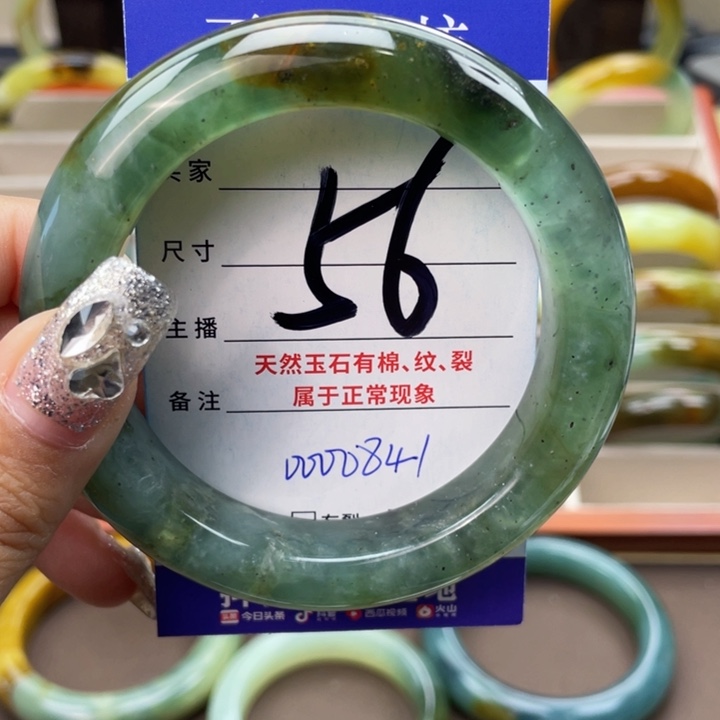 家
尺寸
56
主播
天然玉石有棉、纹、裂
属于正常现象
备注
0000841
今日头条 抖音 西瓜视频 火山